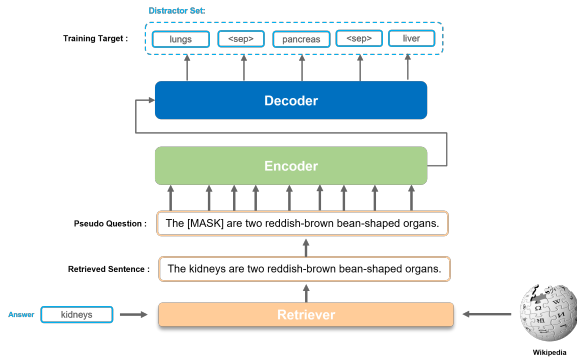 Distractor Set:
Training Target :
lungs
<sep>
pancreas
<sep>
liver
Decoder
Encoder
Pseudo Question :
The [MASK] are two reddish-brown bean-shaped organs.
Retrieved Sentence :
The kidneys are two reddish-brown bean-shaped organs.
Answer
kidneys
Retriever
Wikipedia